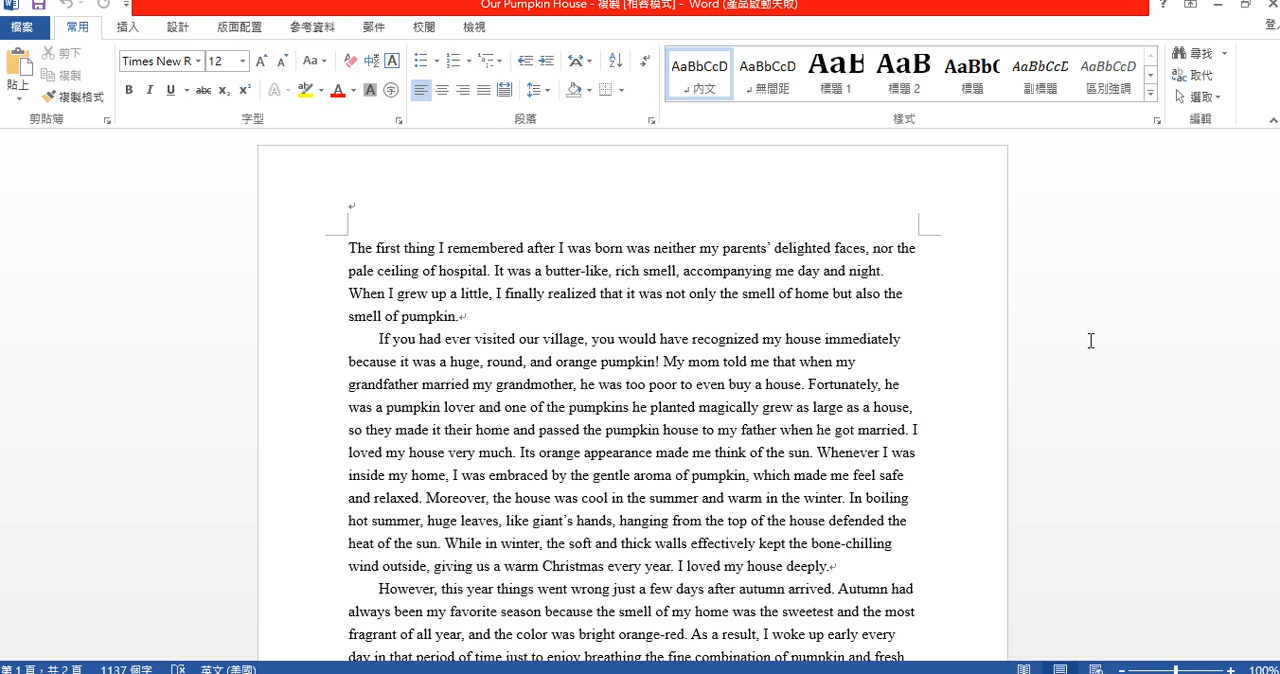 Our Pumpkin House - 複製 [相容模式] - Word (產品啟動失敗)
檔案 常用 插入 設計 版面配置 參考資料 郵件 校閱 檢視
剪下
複製
貼上
複製格式
剪貼簿
Times New R 12
字型
段落
AaBbCcD AaBbCcD AaBb AaB AaBb( AaBbCcD AaBbCcD
內文 無間距 標題 1 標題 2 標題 副標題 區別強調
樣式
尋找
取代
選取
編輯
The first thing I remembered after I was born was neither my parents’ delighted faces, nor the
pale ceiling of hospital. It was a butter-like, rich smell, accompanying me day and night.
When I grew up a little, I finally realized that it was not only the smell of home but also the
smell of pumpkin.
If you had ever visited our village, you would have recognized my house immediately
because it was a huge, round, and orange pumpkin! My mom told me that when my
grandfather married my grandmother, he was too poor to even buy a house. Fortunately, he
was a pumpkin lover and one of the pumpkins he planted magically grew as large as a house,
so they made it their home and passed the pumpkin house to my father when he got married. I
loved my house very much. Its orange appearance made me think of the sun. Whenever I was
inside my home, I was embraced by the gentle aroma of pumpkin, which made me feel safe
and relaxed. Moreover, the house was cool in the summer and warm in the winter. In boiling
hot summer, huge leaves, like giant’s hands, hanging from the top of the house defended the
heat of the sun. While in winter, the soft and thick walls effectively kept the bone-chilling
wind outside, giving us a warm Christmas every year. I loved my house deeply.
However, this year things went wrong just a few days after autumn arrived. Autumn had
always been my favorite season because the smell of my home was the sweetest and the most
fragrant of all year, and the color was bright orange-red. As a result, I woke up early every
day in that period of time just to enjoy breathing the fine combination of pumpkin and fresh
第 1 頁，共 2 頁 1137 個字 英文 (美國) 100%